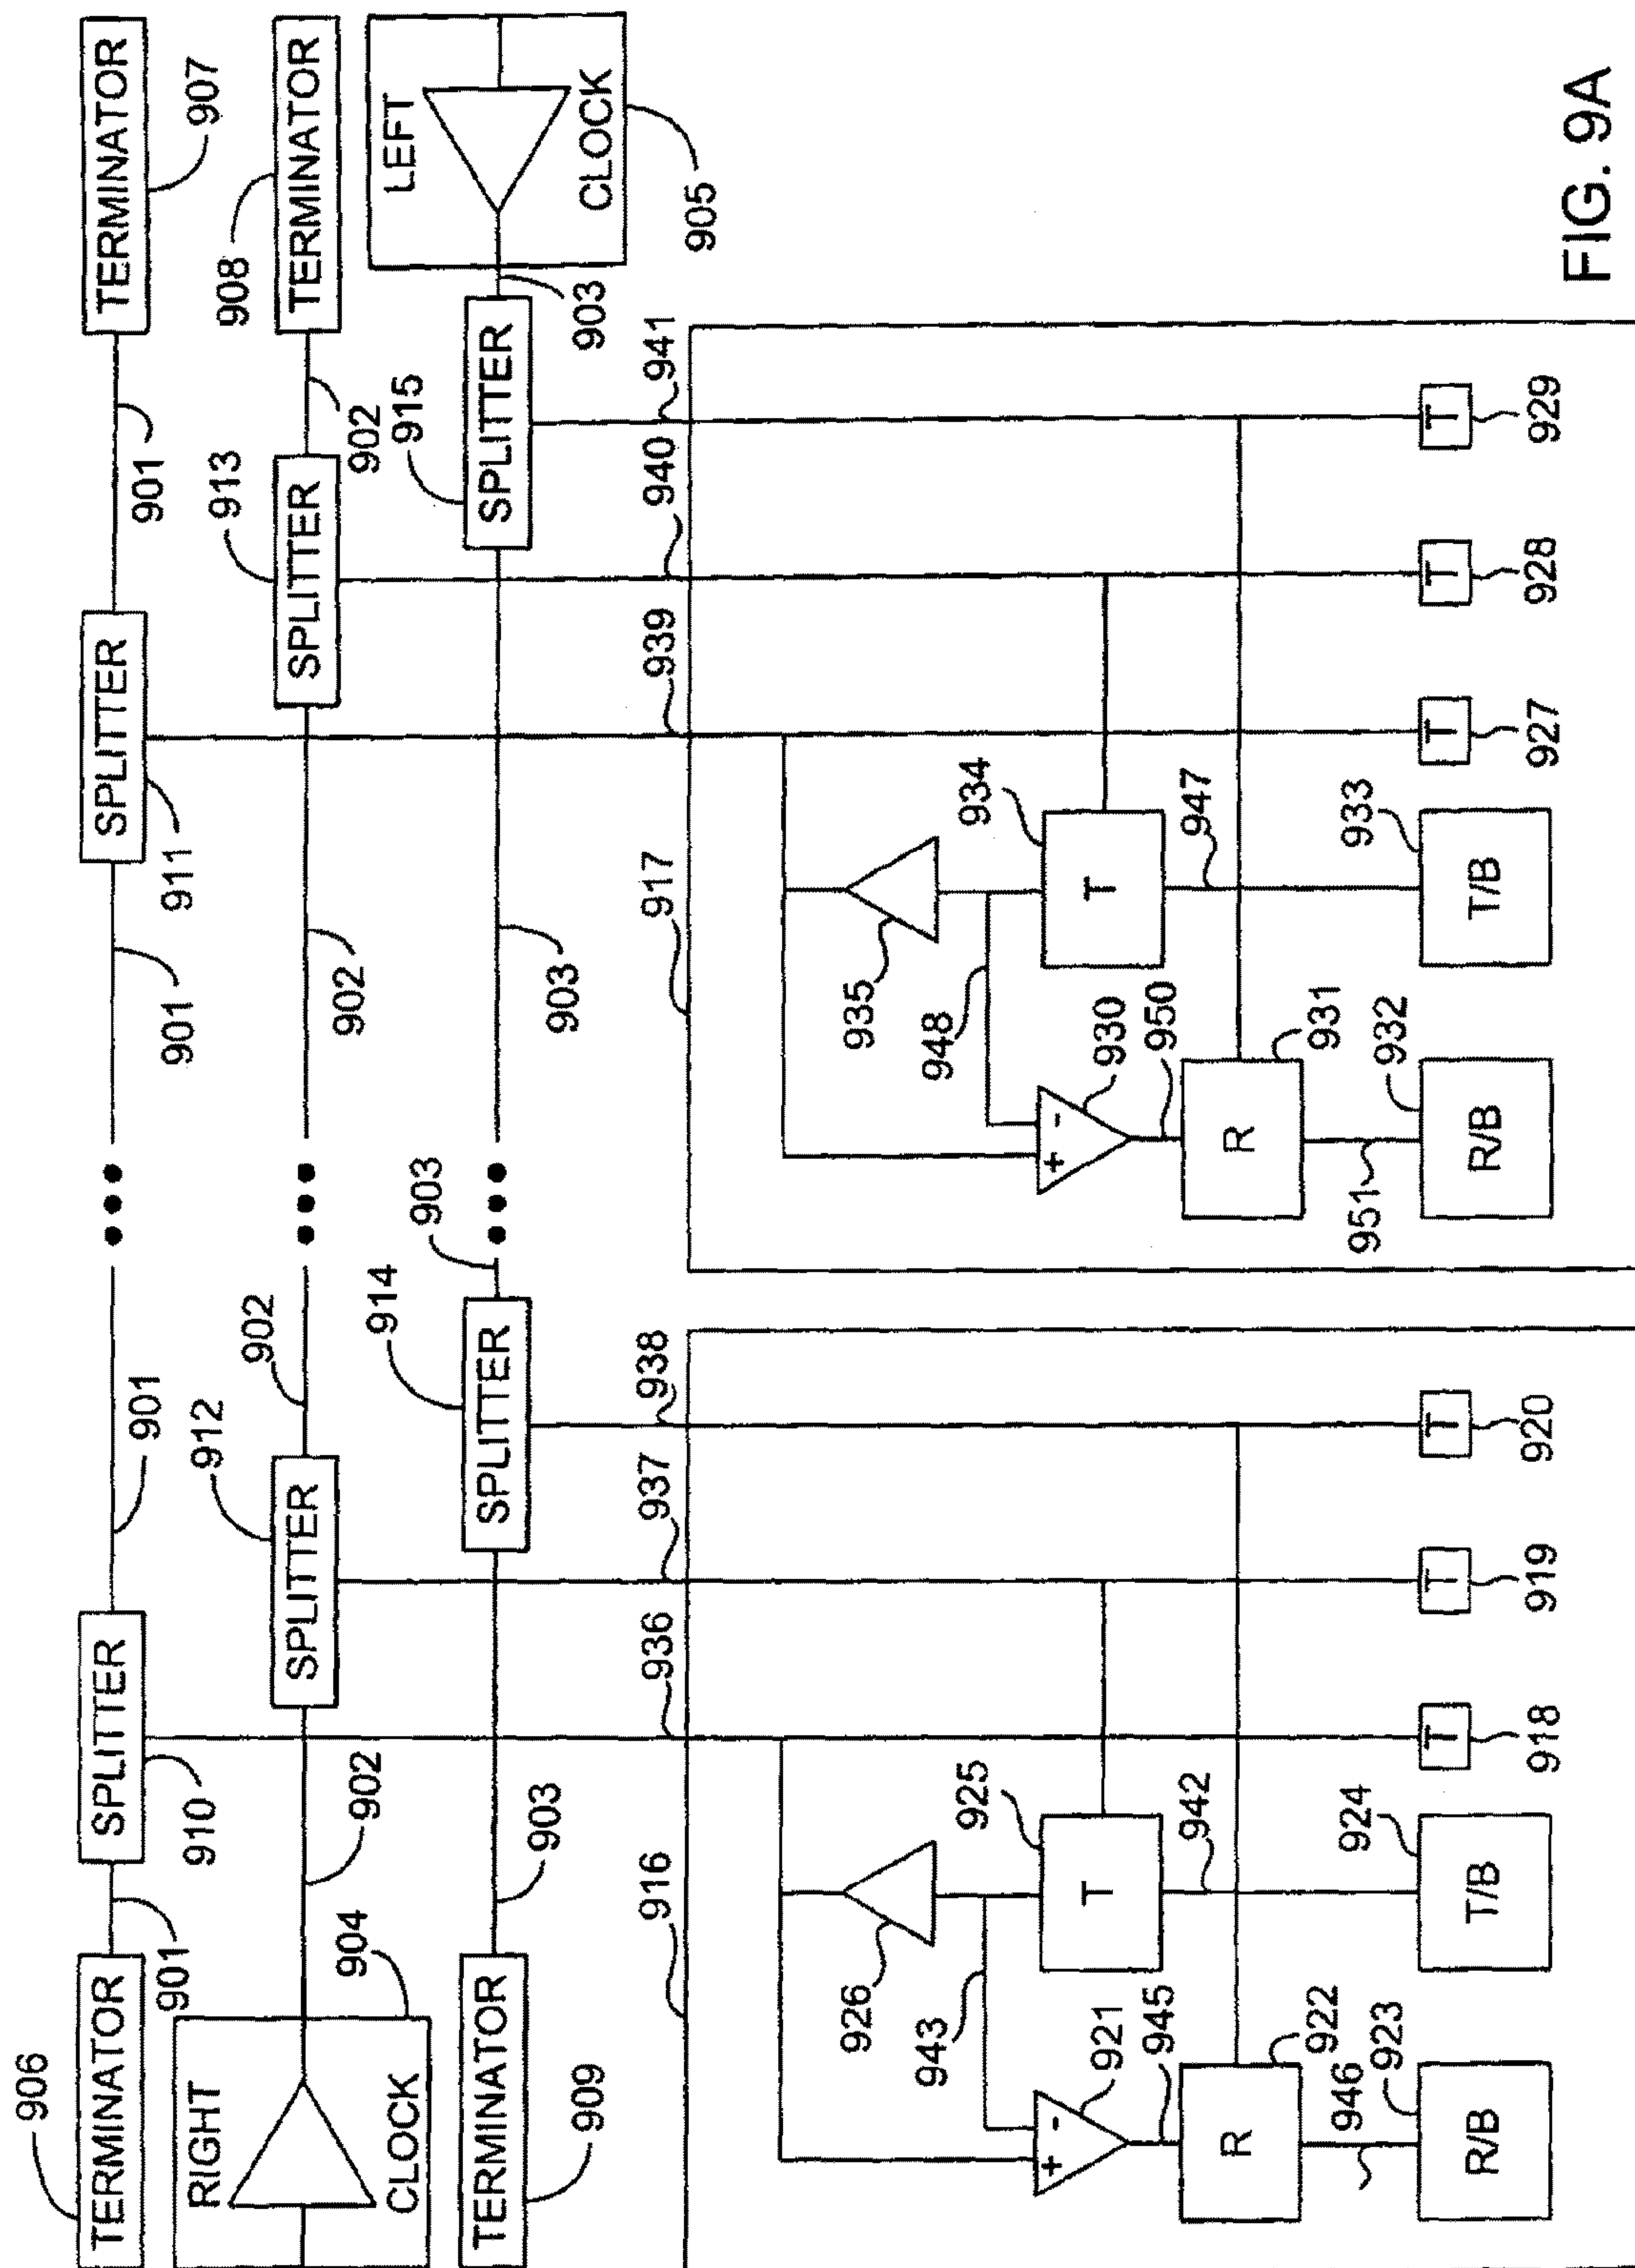 906
TERMINATOR
SPLITTER
SPLITTER
TERMINATOR
901
910
901
901
911
901
907
RIGHT
912
902
913
908
SPLITTER
SPLITTER
TERMINATOR
CLOCK
904
902
914
903
902
902
915
LEFT
TERMINATOR
SPLITTER
SPLITTER
909
903
903
903
CLOCK
905
916
936
937
938
917
939
940
941
926
925
935
934
943
948
+ -
921
T
+ -
930
T
945
942
950
947
R
922
R
931
946
923
924
951
932
933
R/B
T/B
T
T
T
R/B
T/B
T
T
T
918
919
920
927
928
929
FIG. 9A